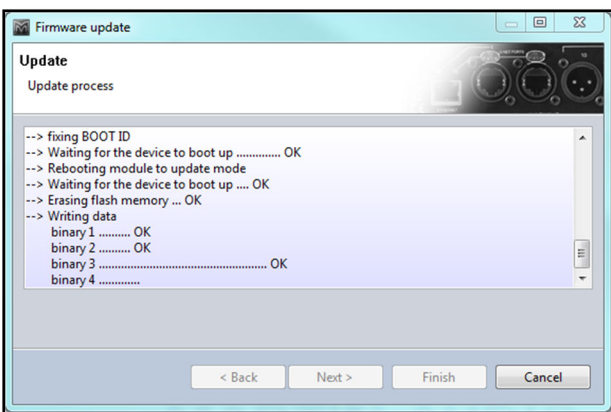 Firmware update
Update
Update process
--> fixing BOOT ID
--> Waiting for the device to boot up .............. OK
--> Rebooting module to update mode
--> Waiting for the device to boot up .... OK
--> Erasing flash memory ... OK
--> Writing data
binary 1 .......... OK
binary 2 .......... OK
binary 3 ..................................................... OK
binary 4 .............
< Back
Next >
Finish
Cancel